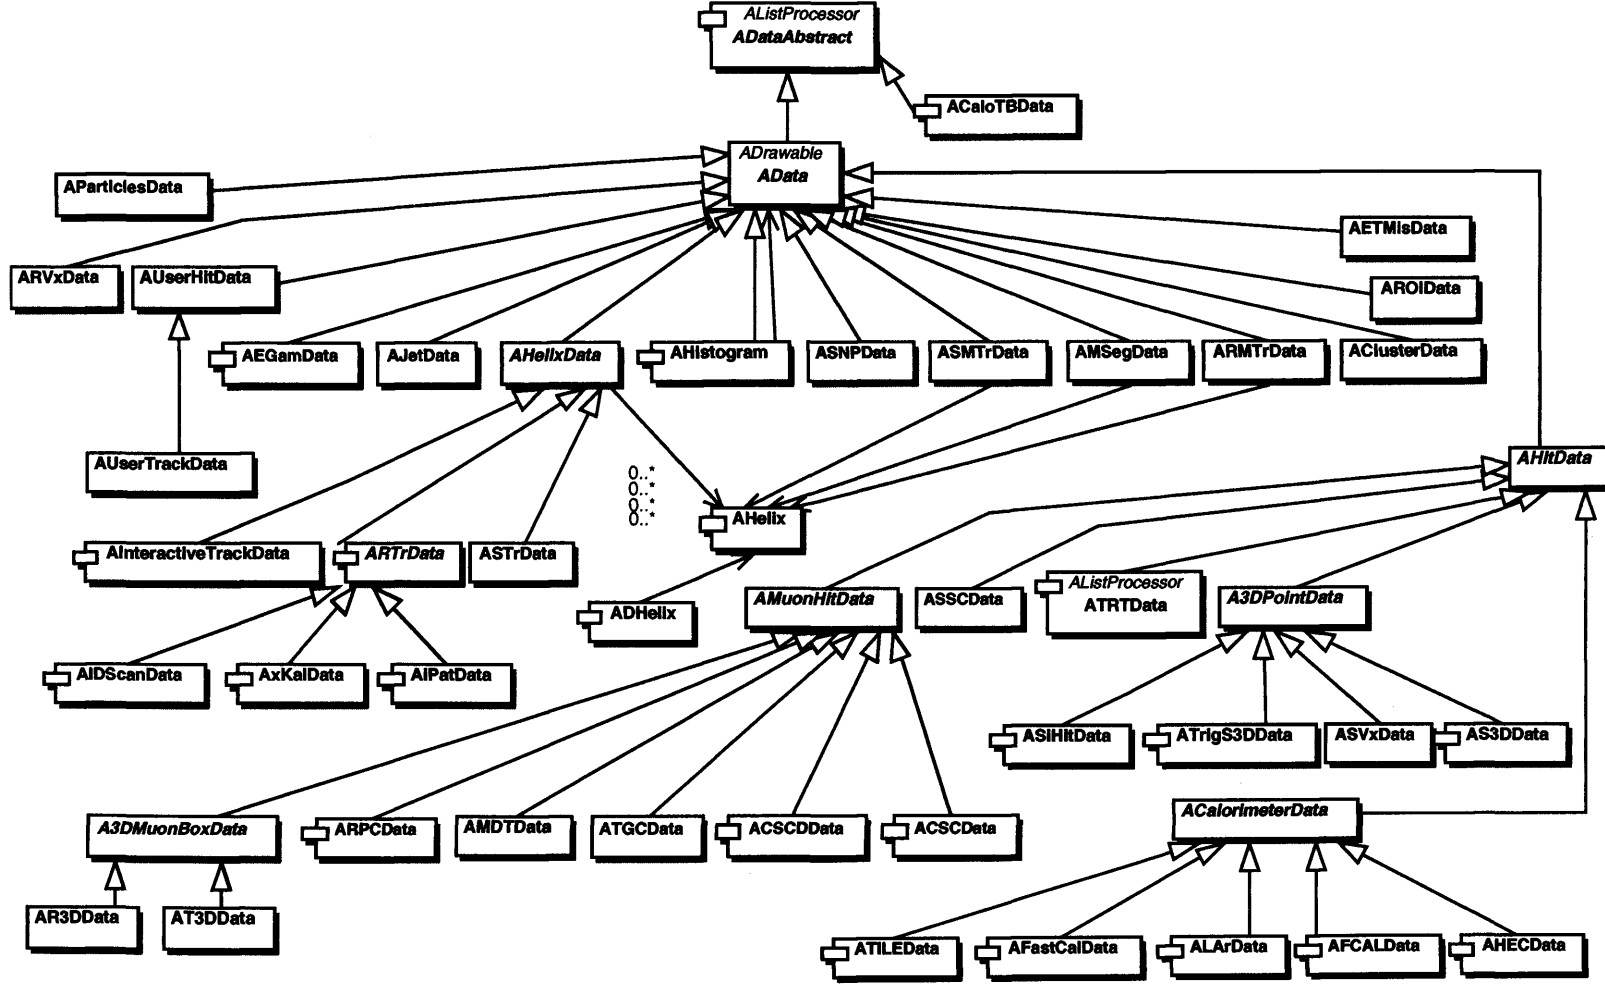 AListProcessor
ADataAbstract
ACaloTBData
ADrawable
AData
AParticlesData
AETMisData
ARVxData
AUserHitData
AROIData
AEGamData
AJetData
AHelixData
AHistogram
ASNPData
ASMTrData
AMSegData
ARMTrData
AClusterData
AUserTrackData
AHitData
0..*
0..*
0..*
0..*
AHelix
AInteractiveTrackData
ARTrData
ASTrData
ADHelix
AMuonHitData
ASSCData
AListProcessor
ATRTData
A3DPointData
AIDScanData
AxKalData
AiPatData
ASiHitData
ATrigS3DData
ASVxData
AS3DData
A3DMuonBoxData
ARPCData
AMDTData
ATGCData
ACSCDData
ACSCData
ACalorimeterData
AR3DData
AT3DData
ATILEData
AFastCalData
ALArData
AFCALData
AHECData